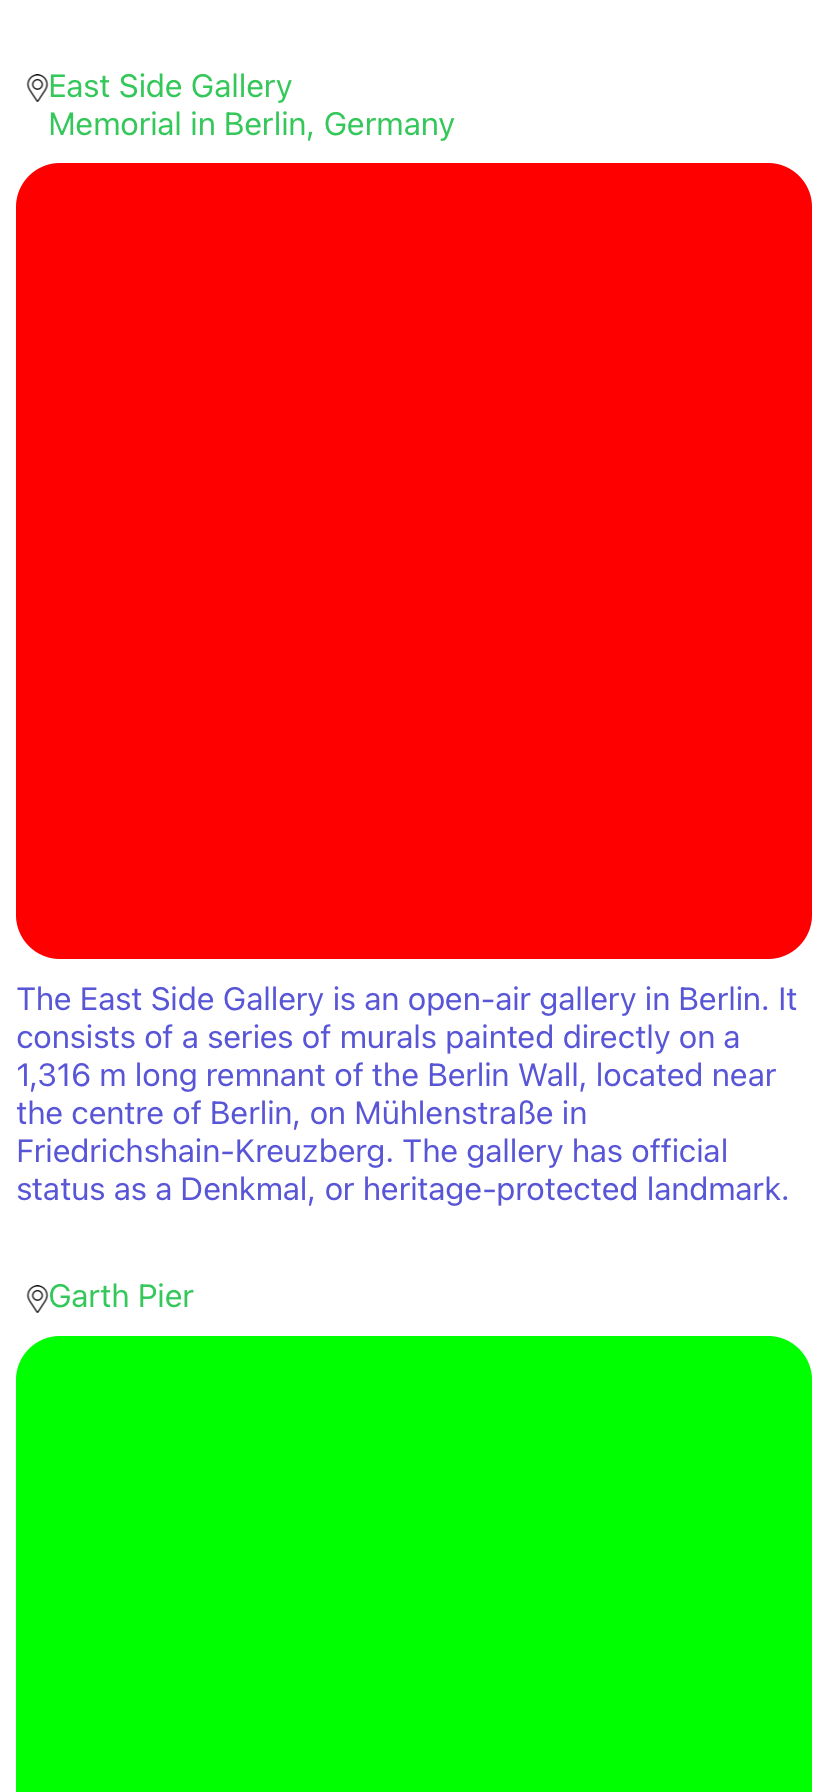 East Side Gallery
Memorial in Berlin, Germany
The East Side Gallery is an open-air gallery in Berlin. It
consists of a series of murals painted directly on a
1,316 m long remnant of the Berlin Wall, located near
the centre of Berlin, on Mühlenstraße in
Friedrichshain-Kreuzberg. The gallery has official
status as a Denkmal, or heritage-protected landmark.
Garth Pier